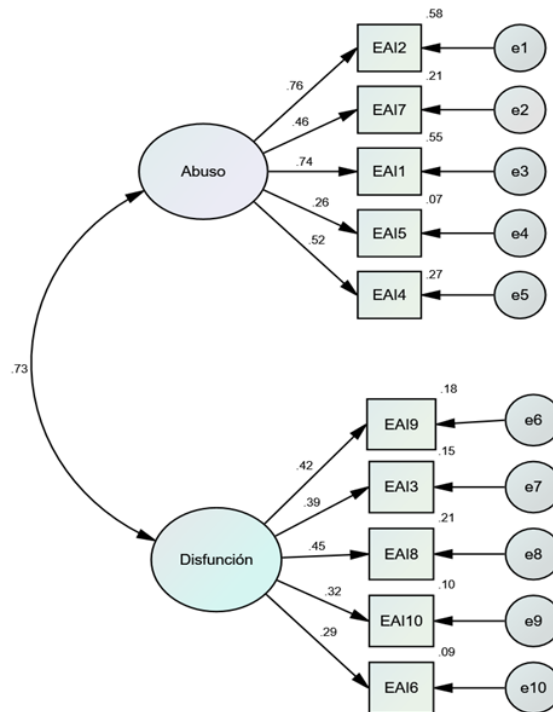 .58
EAI2
e1
.76
.21
EAI7
e2
.46
.55
Abuso
.74
EAI1
e3
.07
.26
EAI5
e4
.52
.27
EAI4
e5
.73
.18
EAI9
e6
.42
.15
EAI3
e7
.39
.21
Disfunción
.45
EAI8
e8
.10
.32
EAI10
e9
.29
.09
EAI6
e10